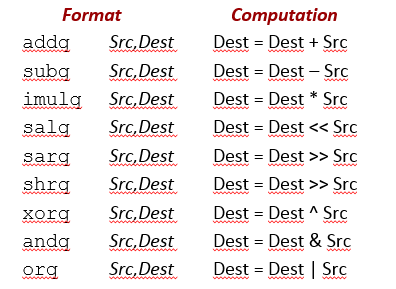 Format Computation
addq Src,Dest Dest = Dest + Src
subq Src,Dest Dest = Dest – Src
imulq Src,Dest Dest = Dest * Src
salq Src,Dest Dest = Dest << Src
sarq Src,Dest Dest = Dest >> Src
shrq Src,Dest Dest = Dest >> Src
xorq Src,Dest Dest = Dest ^ Src
andq Src,Dest Dest = Dest & Src
orq Src,Dest Dest = Dest | Src